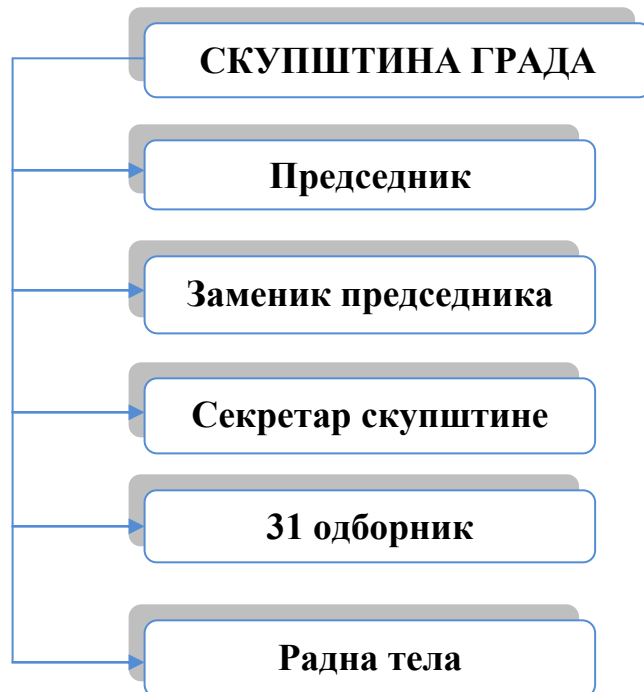 СКУПШТИНА ГРАДА
Председник
Заменик председника
Секретар скупштине
31 одборник
Радна тела